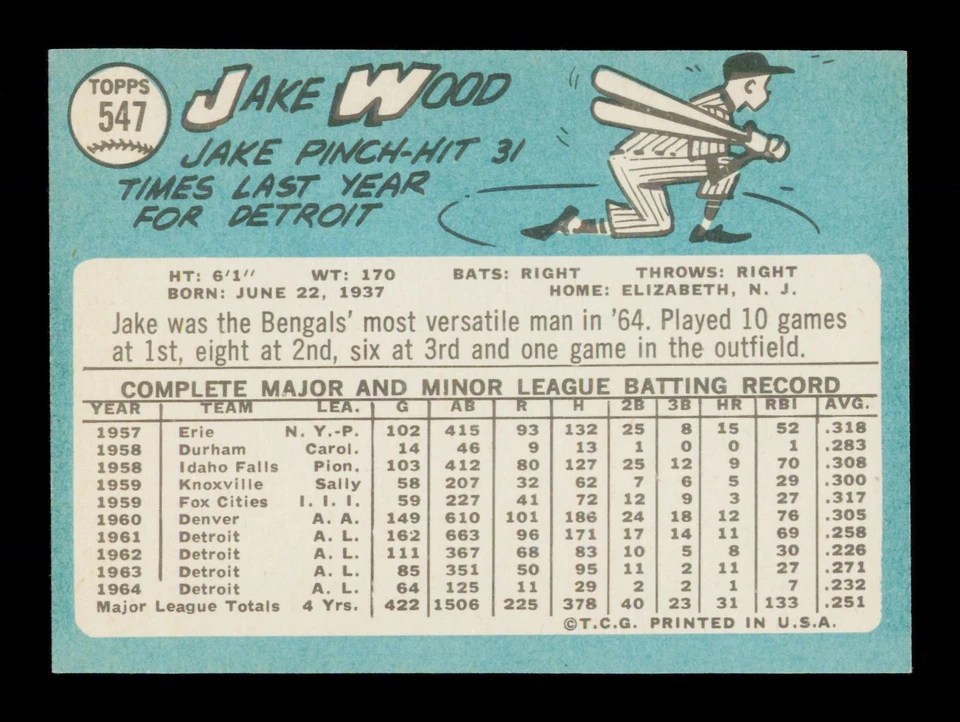 TOPPS
547
JAKE WOOD
JAKE PINCH-HIT 31
TIMES LAST YEAR
FOR DETROIT
HT: 6'1" WT: 170 BATS: RIGHT THROWS: RIGHT
BORN: JUNE 22, 1937 HOME: ELIZABETH, N. J.
Jake was the Bengals' most versatile man in '64. Played 10 games
at 1st, eight at 2nd, six at 3rd and one game in the outfield.
COMPLETE MAJOR AND MINOR LEAGUE BATTING RECORD
YEAR TEAM LEA. G AB R H 2B 3B HR RBI AVG.
1957 Erie N. Y.-P. 102 415 93 132 25 8 15 52 .318
1958 Durham Carol. 14 46 9 13 1 0 0 1 .283
1958 Idaho Falls Pion. 103 412 80 127 25 12 9 70 .308
1959 Knoxville Sally 58 207 32 62 7 6 5 29 .300
1959 Fox Cities I. I. I. 59 227 41 72 12 9 3 27 .317
1960 Denver A. A. 149 610 101 186 24 18 12 76 .305
1961 Detroit A. L. 162 663 96 171 17 14 11 69 .258
1962 Detroit A. L. 111 367 68 83 10 5 8 30 .226
1963 Detroit A. L. 85 351 50 95 11 2 11 27 .271
1964 Detroit A. L. 64 125 11 29 2 2 1 7 .232
Major League Totals 4 Yrs. 422 1506 225 378 40 23 31 133 .251
©T.C.G. PRINTED IN U.S.A.